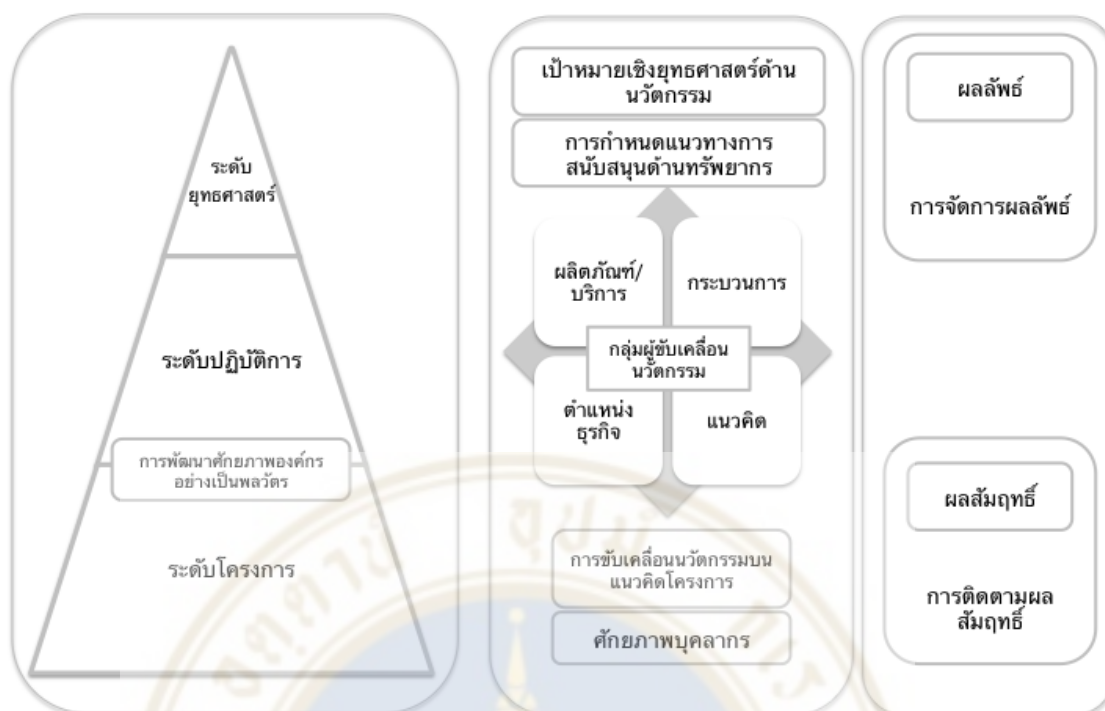 ระดับ
ยุทธศาสตร์
ระดับปฏิบัติการ
การพัฒนาศักยภาพองค์กร
อย่างเป็นพลวัตร
ระดับโครงการ
เป้าหมายเชิงยุทธศาสตร์ด้าน
นวัตกรรม
การกำหนดแนวทางการ
สนับสนุนด้านทรัพยากร
ผลิตภัณฑ์/
บริการ
กระบวนการ
กลุ่มผู้ขับเคลื่อน
นวัตกรรม
ตำแหน่ง
ธุรกิจ
แนวคิด
การขับเคลื่อนนวัตกรรมบน
แนวคิดโครงการ
ศักยภาพบุคลากร
ผลลัพธ์
การจัดการผลลัพธ์
ผลสัมฤทธิ์
การติดตามผล
สัมฤทธิ์